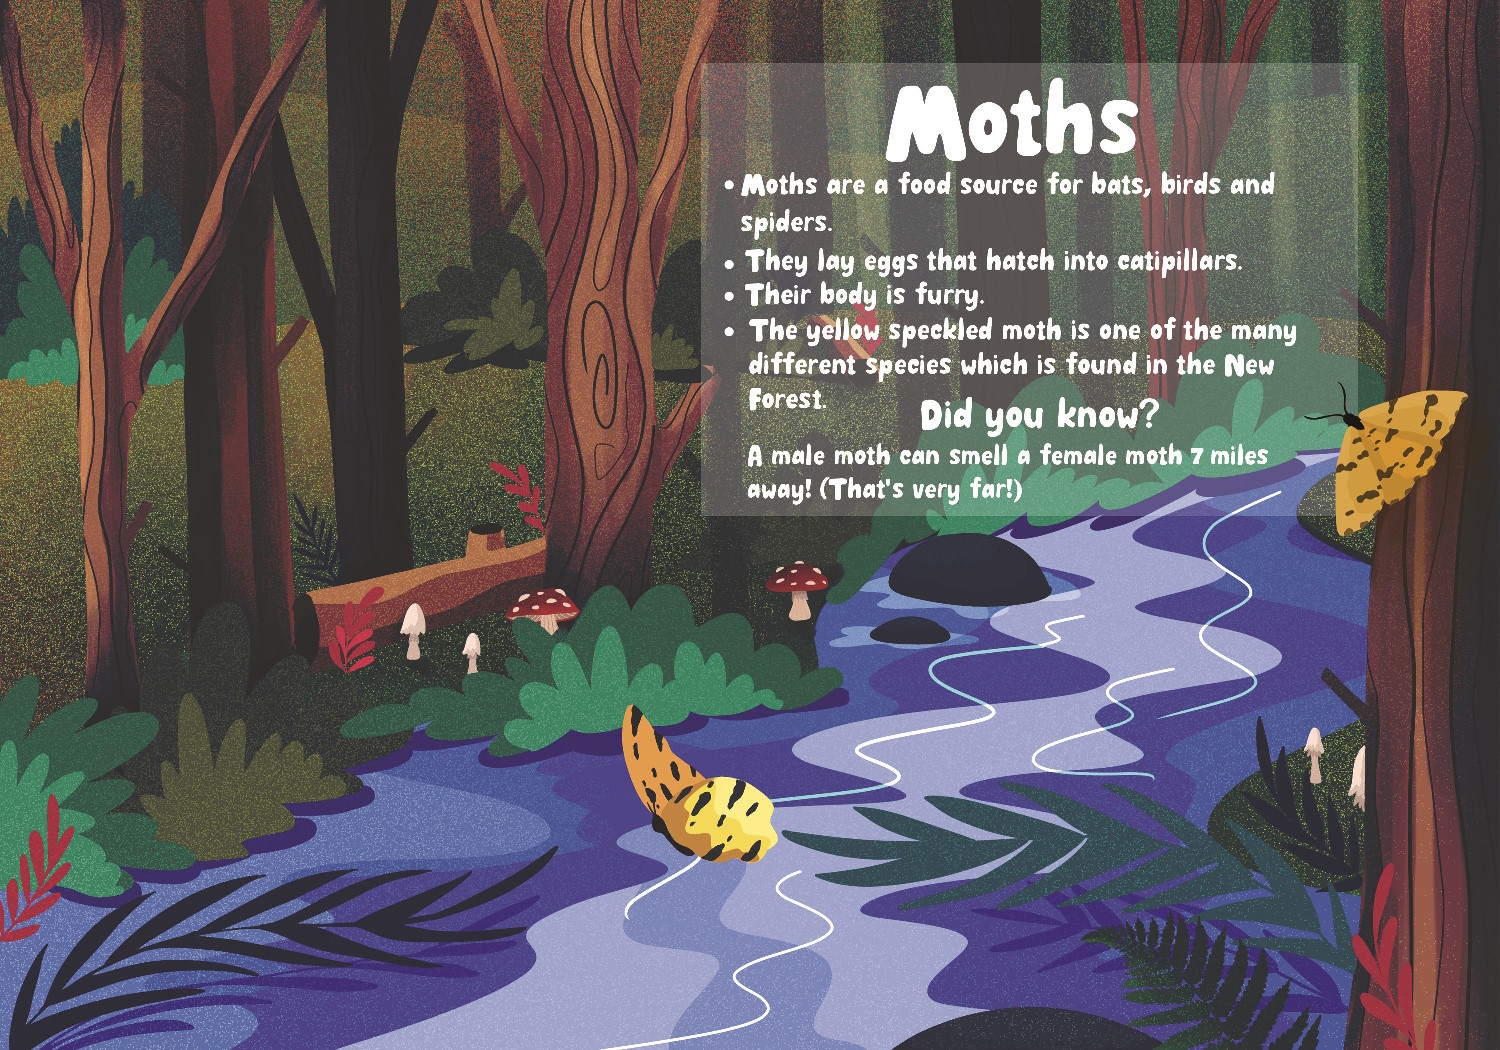 Moths
• Moths are a food source for bats, birds and
spiders.
• They lay eggs that hatch into catipillars.
• Their body is furry.
• The yellow speckled moth is one of the many
different species which is found in the New
Forest.
Did you know?
A male moth can smell a female moth 7 miles
away! (That's very far!)